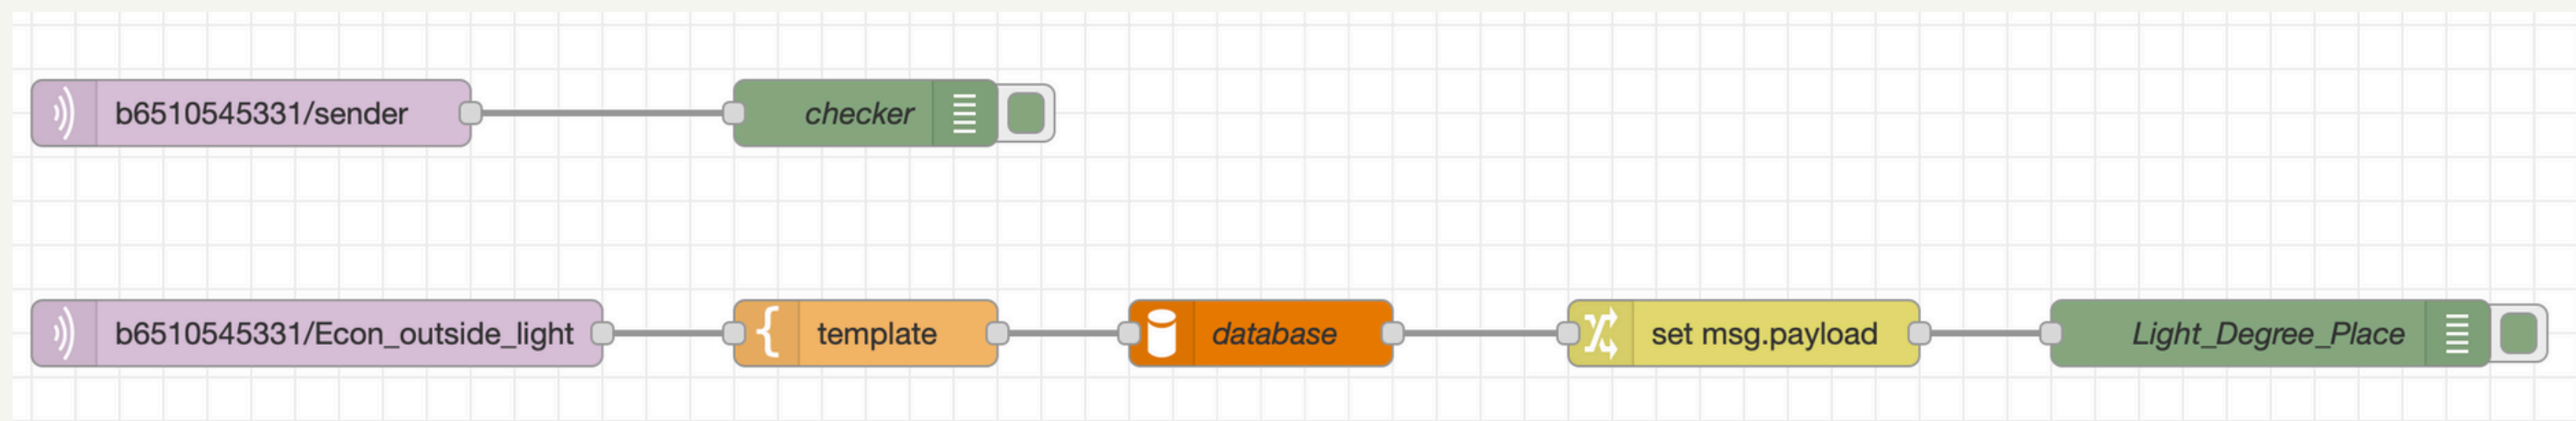 b6510545331/sender
checker
b6510545331/Econ_outside_light
template
database
set msg.payload
Light_Degree_Place